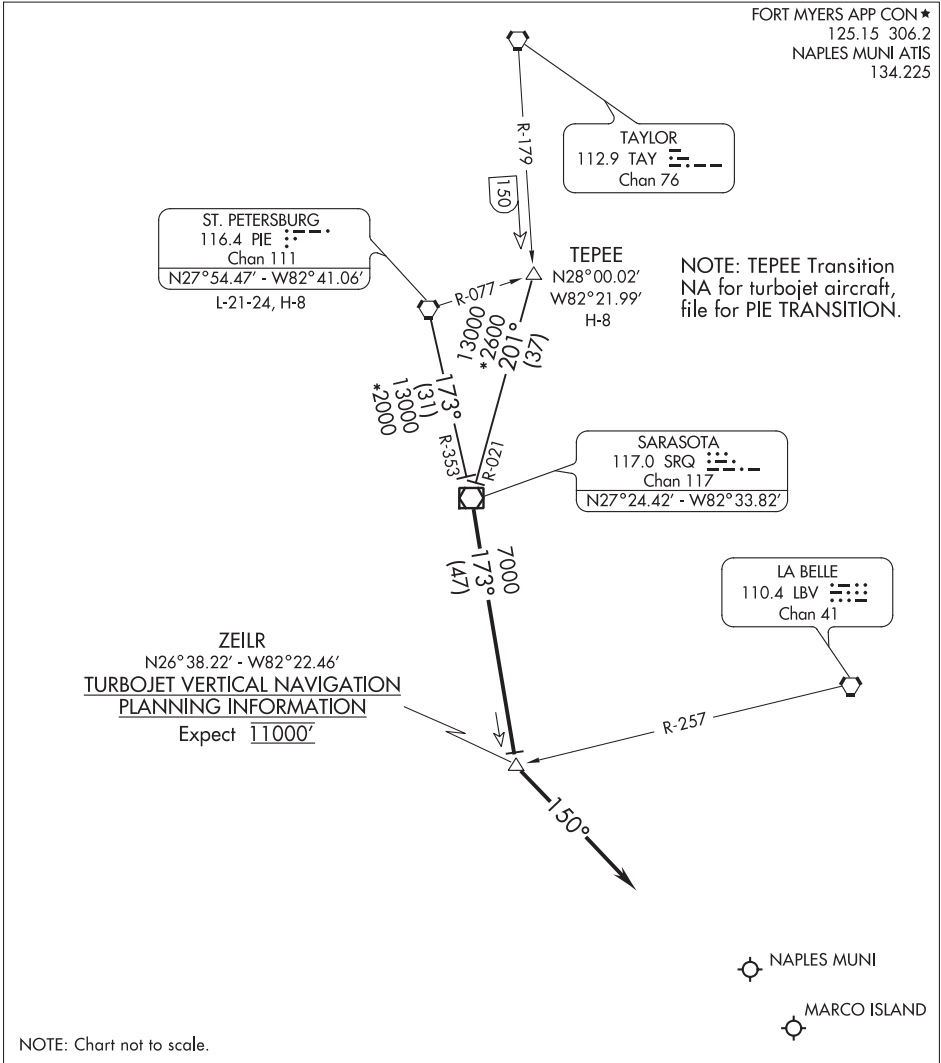 FORT MYERS APP CON ★
125.15 306.2
NAPLES MUNI ATIS
134.225
TAYLOR
112.9 TAY
Chan 76
R-179
150
ST. PETERSBURG
116.4 PIE
Chan 111
N27°54.47' - W82°41.06'
L-21-24, H-8
TEPEE
N28°00.02'
W82°21.99'
H-8
NOTE: TEPEE Transition
NA for turbojet aircraft,
file for PIE TRANSITION.
R-077
13000
*2600
201°
(37)
173°
(31)
13000
*2000
R-353
R-021
SARASOTA
117.0 SRQ
Chan 117
N27°24.42' - W82°33.82'
7000
173°
(47)
LA BELLE
110.4 LBV
Chan 41
ZEILR
N26°38.22' - W82°22.46'
TURBOJET VERTICAL NAVIGATION
PLANNING INFORMATION
Expect 11000'
R-257
150°
NAPLES MUNI
MARCO ISLAND
NOTE: Chart not to scale.